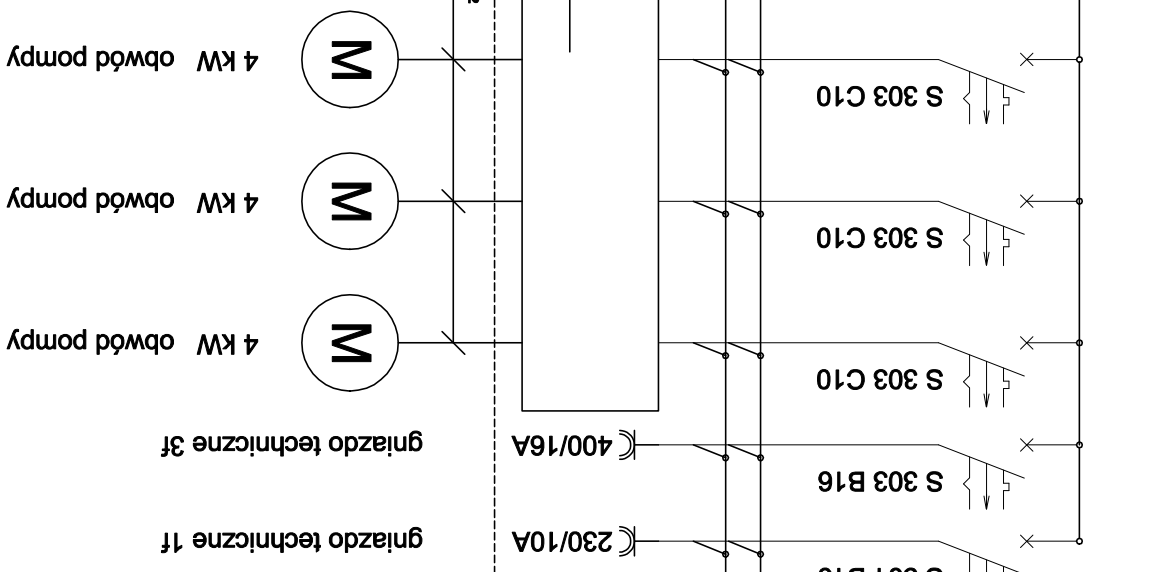 230/10A gniazdo techniczne 1f
S 303 B16
400/16A gniazdo techniczne 3f
S 303 C10
M 4 kW obwód pompy
S 303 C10
M 4 kW obwód pompy
S 303 C10
M 4 kW obwód pompy